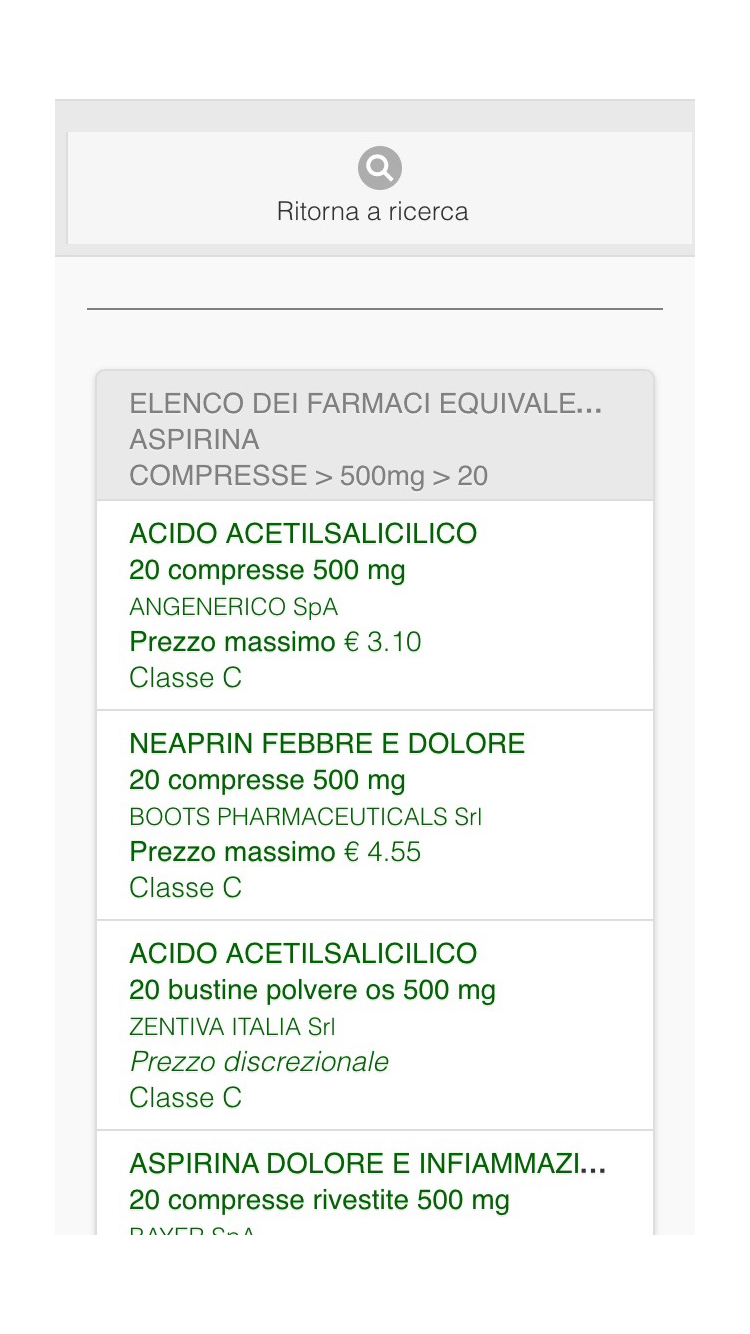 Ritorna a ricerca
ELENCO DEI FARMACI EQUIVALE...
ASPIRINA
COMPRESSE > 500mg > 20
ACIDO ACETILSALICILICO
20 compresse 500 mg
ANGENERICO SpA
Prezzo massimo € 3.10
Classe C
NEAPRIN FEBBRE E DOLORE
20 compresse 500 mg
BOOTS PHARMACEUTICALS Srl
Prezzo massimo € 4.55
Classe C
ACIDO ACETILSALICILICO
20 bustine polvere os 500 mg
ZENTIVA ITALIA Srl
Prezzo discrezionale
Classe C
ASPIRINA DOLORE E INFIAMMAZI...
20 compresse rivestite 500 mg
BAYER SpA